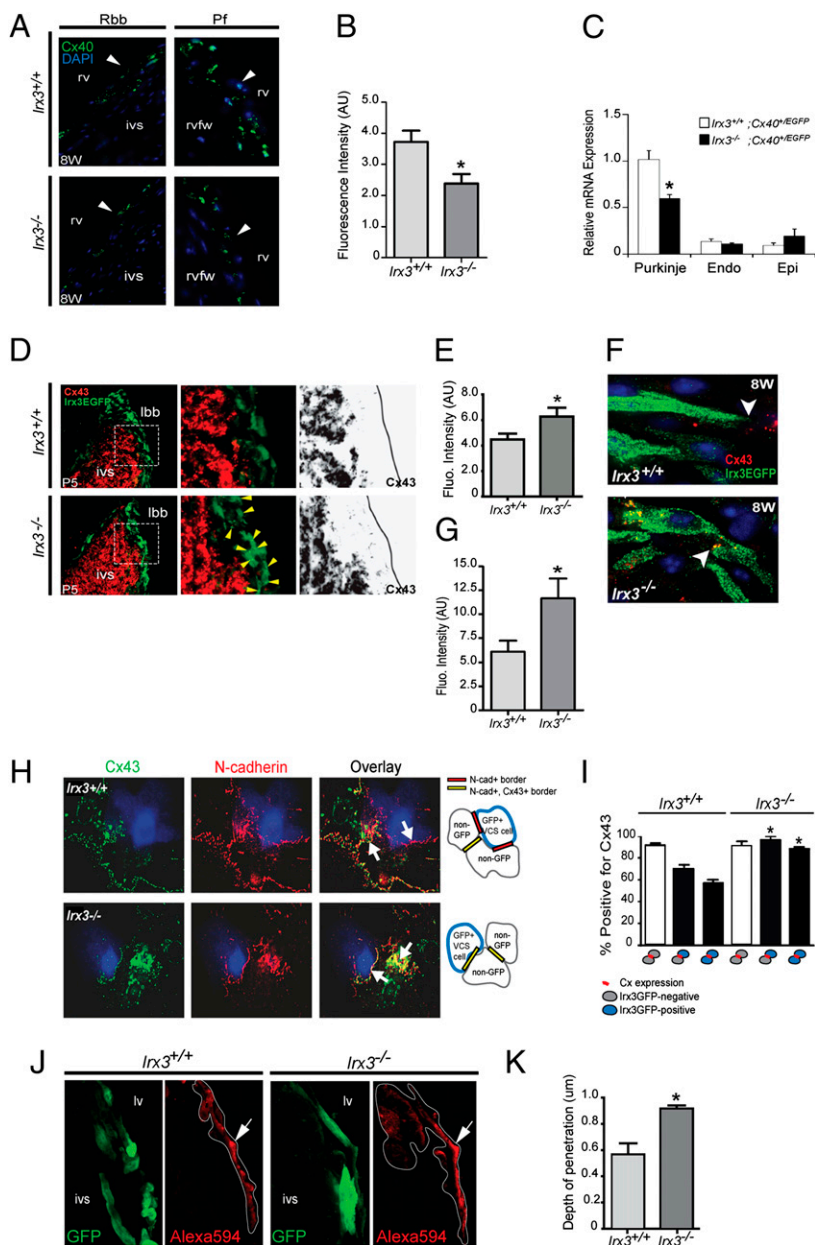 A
Rbb
Pf
Cx40
DAPI
rv
ivs
8W
rvfw
rv
Irx3+/+
rv
ivs
8W
rvfw
rv
Irx3-/-
B
Fluorescence Intensity (AU)
5.0
4.0
3.0
2.0
1.0
0.0
*
Irx3+/+
Irx3-/-
C
Irx3+/+ ;Cx40+/EGFP
Irx3-/- ;Cx40+/EGFP
Relative mRNA Expression
1.5
1.0
0.5
0
*
Purkinje
Endo
Epi
D
Cx43
Irx3EGFP
lbb
ivs
P5
Cx43
Irx3+/+
lbb
ivs
P5
Cx43
Irx3-/-
E
Fluo. Intensity (AU)
8.0
6.0
4.0
2.0
0.0
*
Irx3+/+
Irx3-/-
F
8W
Cx43
Irx3EGFP
Irx3+/+
8W
Irx3-/-
G
Fluo. Intensity (AU)
15.0
12.5
10.0
7.5
5.0
2.5
0.0
*
Irx3+/+
Irx3-/-
H
Cx43
N-cadherin
Overlay
Irx3+/+
N-cad+ border
N-cad+, Cx43+ border
non-
GFP
GFP+
VCS cell
non-GFP
Irx3-/-
GFP+
VCS
cell
non-
GFP
non-GFP
I
Irx3+/+
Irx3-/-
% Positive for Cx43
100
80
60
40
20
0
*
*
Cx expression
Irx3GFP-negative
Irx3GFP-positive
J
Irx3+/+
Irx3-/-
lv
ivs
GFP
Alexa594
lv
ivs
GFP
Alexa594
K
Depth of penetration (um)
1.0
0.8
0.6
0.4
0.2
0
*
Irx3+/+
Irx3-/-